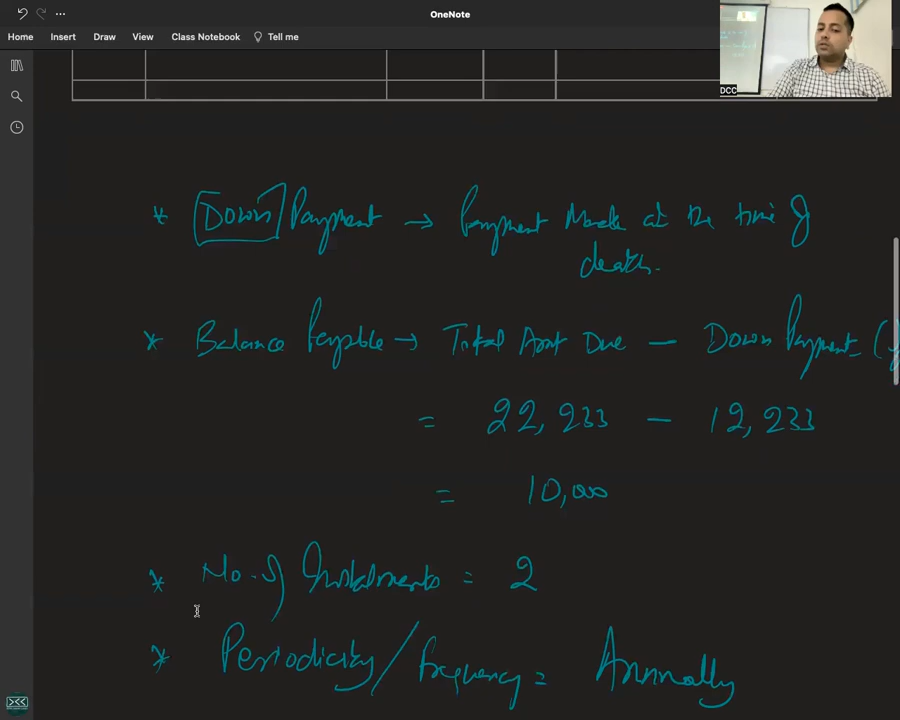 OneNote
Home Insert Draw View Class Notebook Tell me
DCC
* Down Payment → Payment Made at the time of
death.
* Balance Payable → Total Amt Due — Down Payment (
= 22,233 — 12,233
= 10,000
* No. of Instalments = 2
* Periodicity / frequency = Annually
DCC